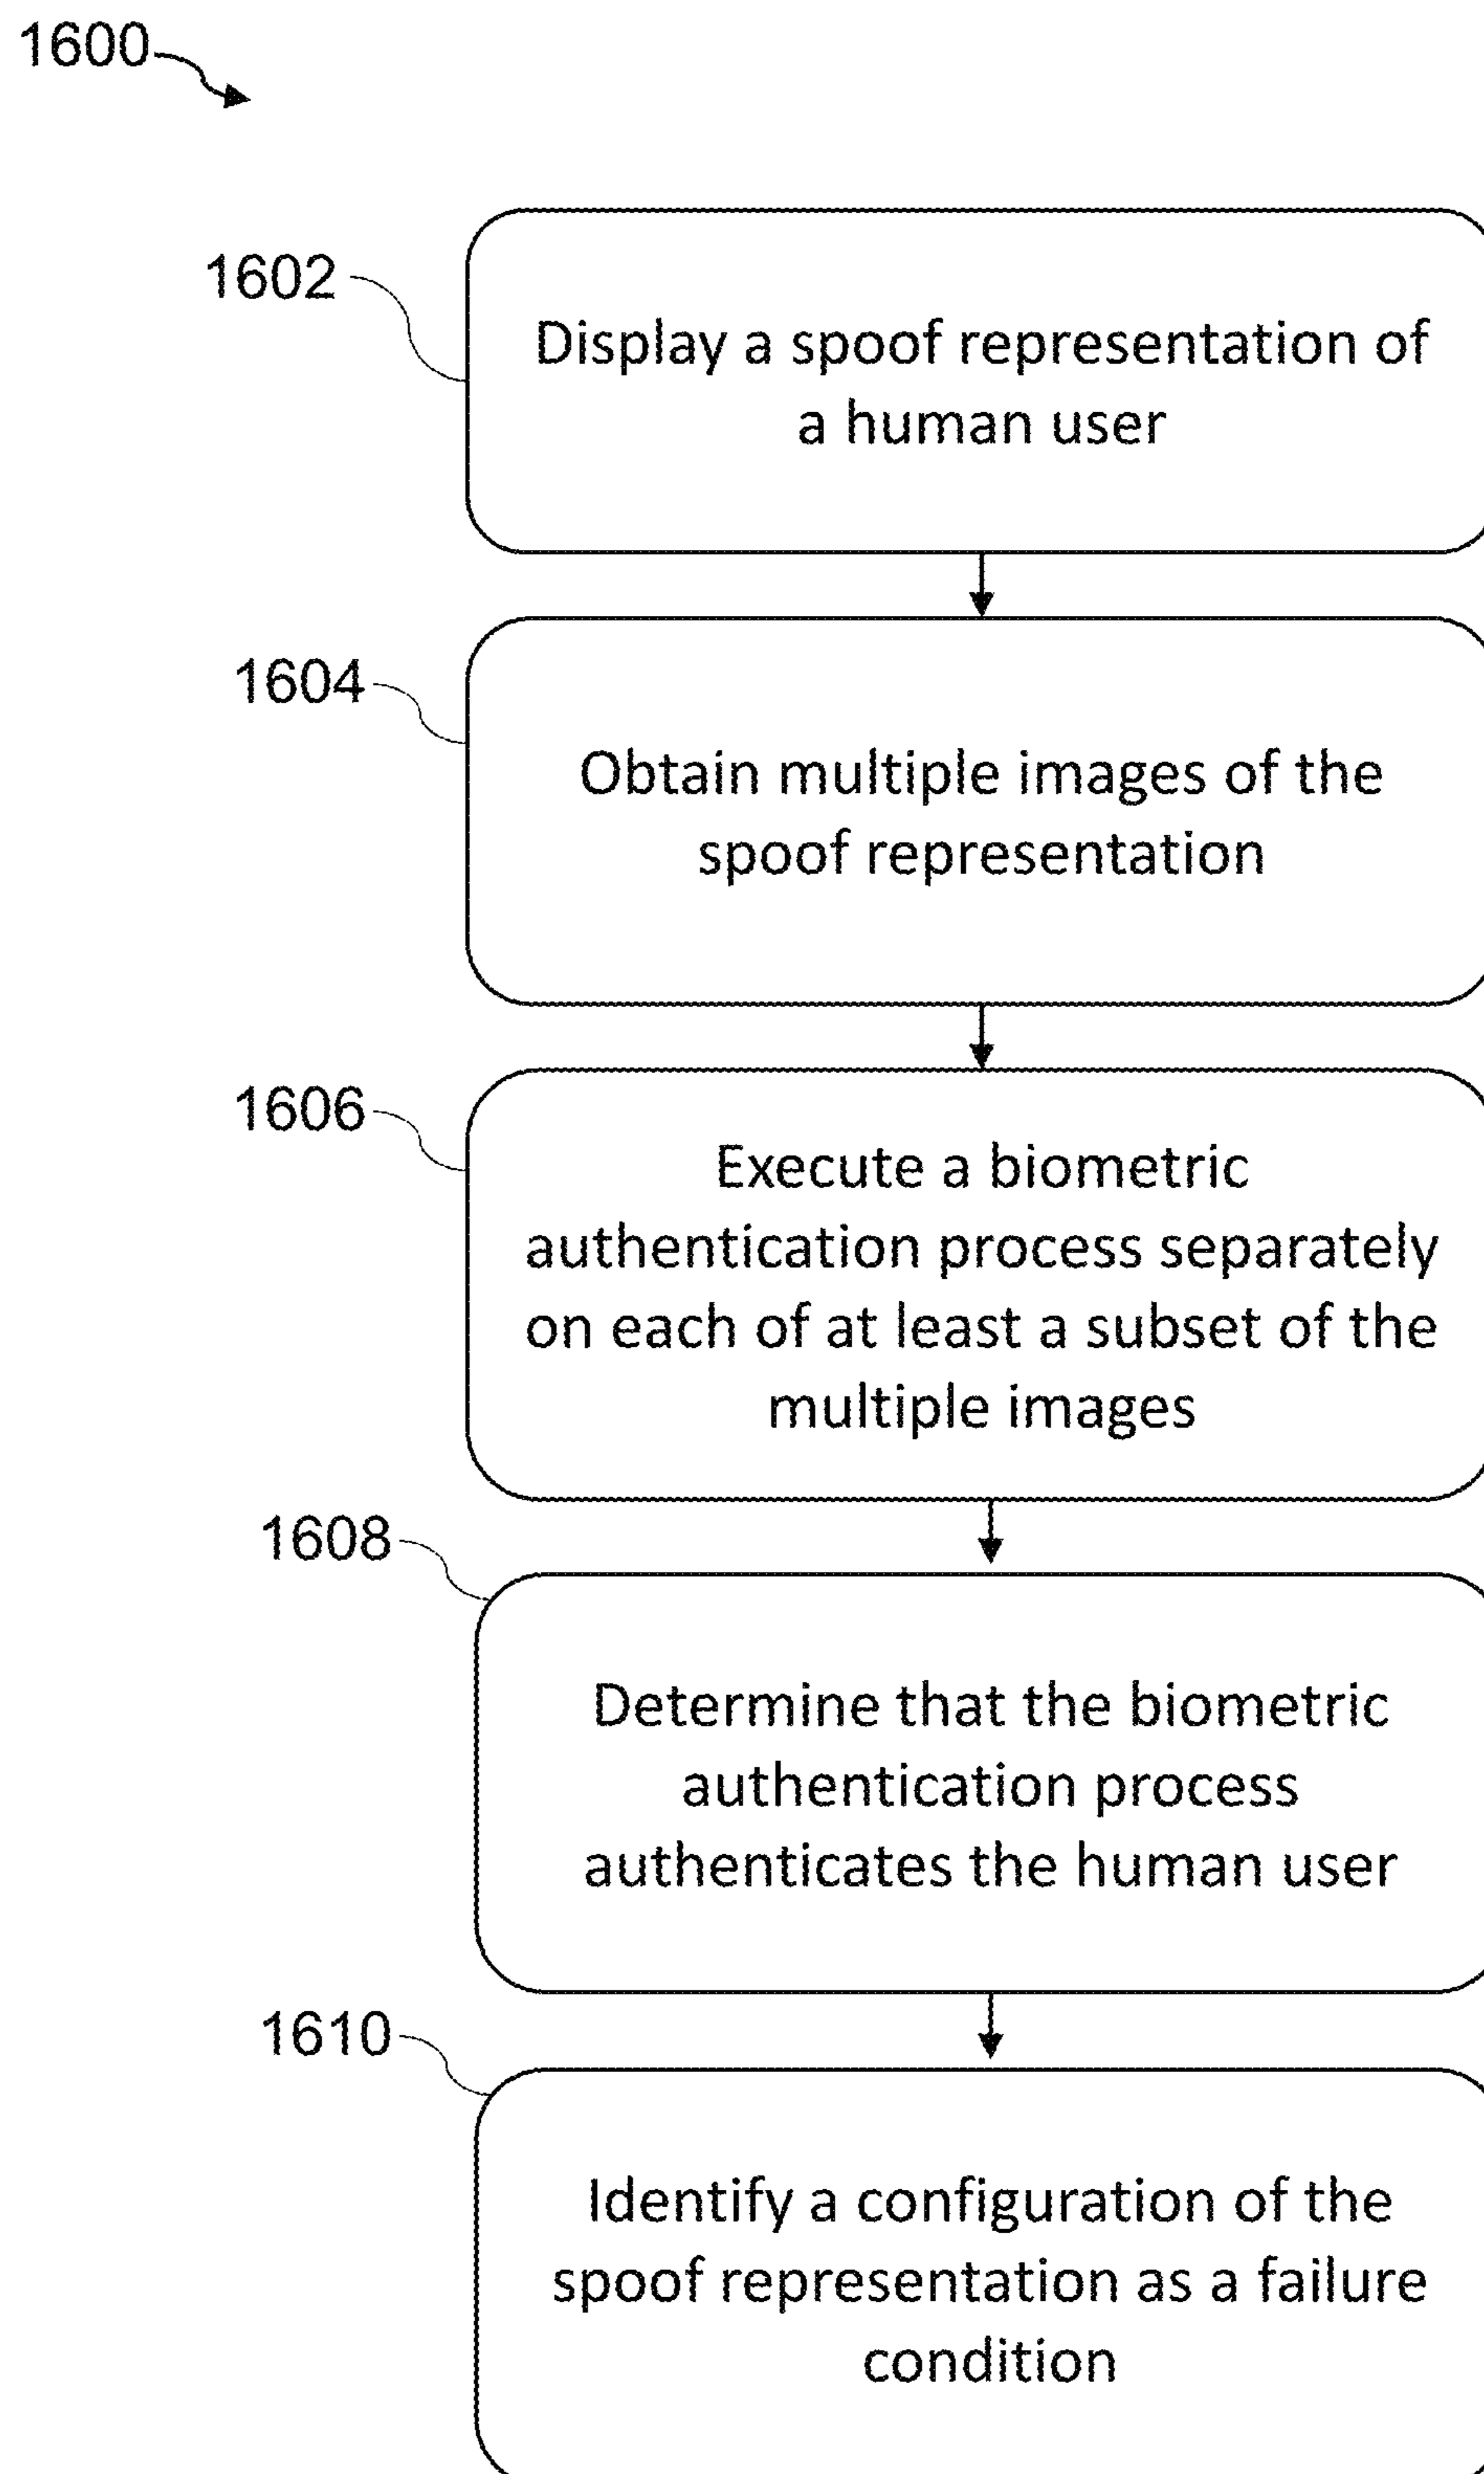 1600
1602
Display a spoof representation of
a human user
1604
Obtain multiple images of the
spoof representation
1606
Execute a biometric
authentication process separately
on each of at least a subset of the
multiple images
1608
Determine that the biometric
authentication process
authenticates the human user
1610
Identify a configuration of the
spoof representation as a failure
condition